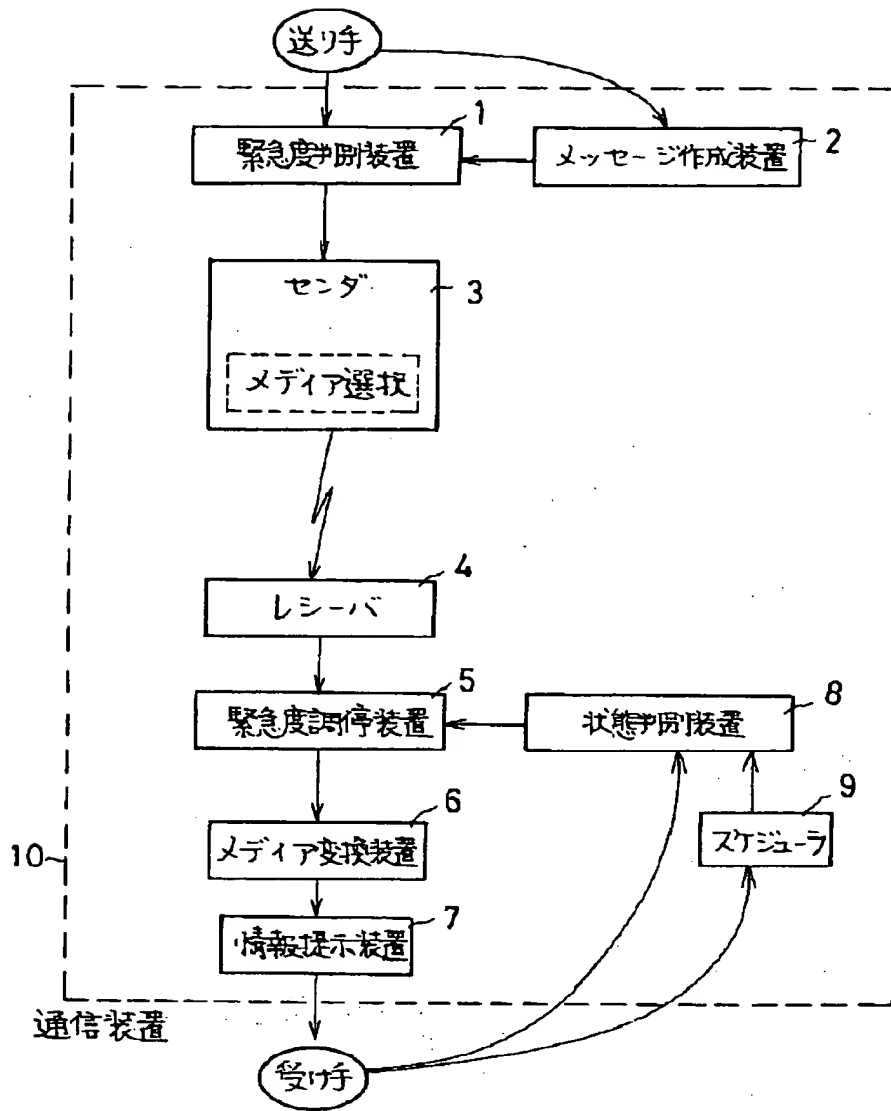 送り手
1
緊急度判別装置
2
メッセージ作成装置
3
センダ
メディア選択
4
レシーバ
5
緊急度調停装置
8
状態判別装置
6
メディア変換装置
9
スケジューラ
10
7
情報提示装置
通信装置
受け手